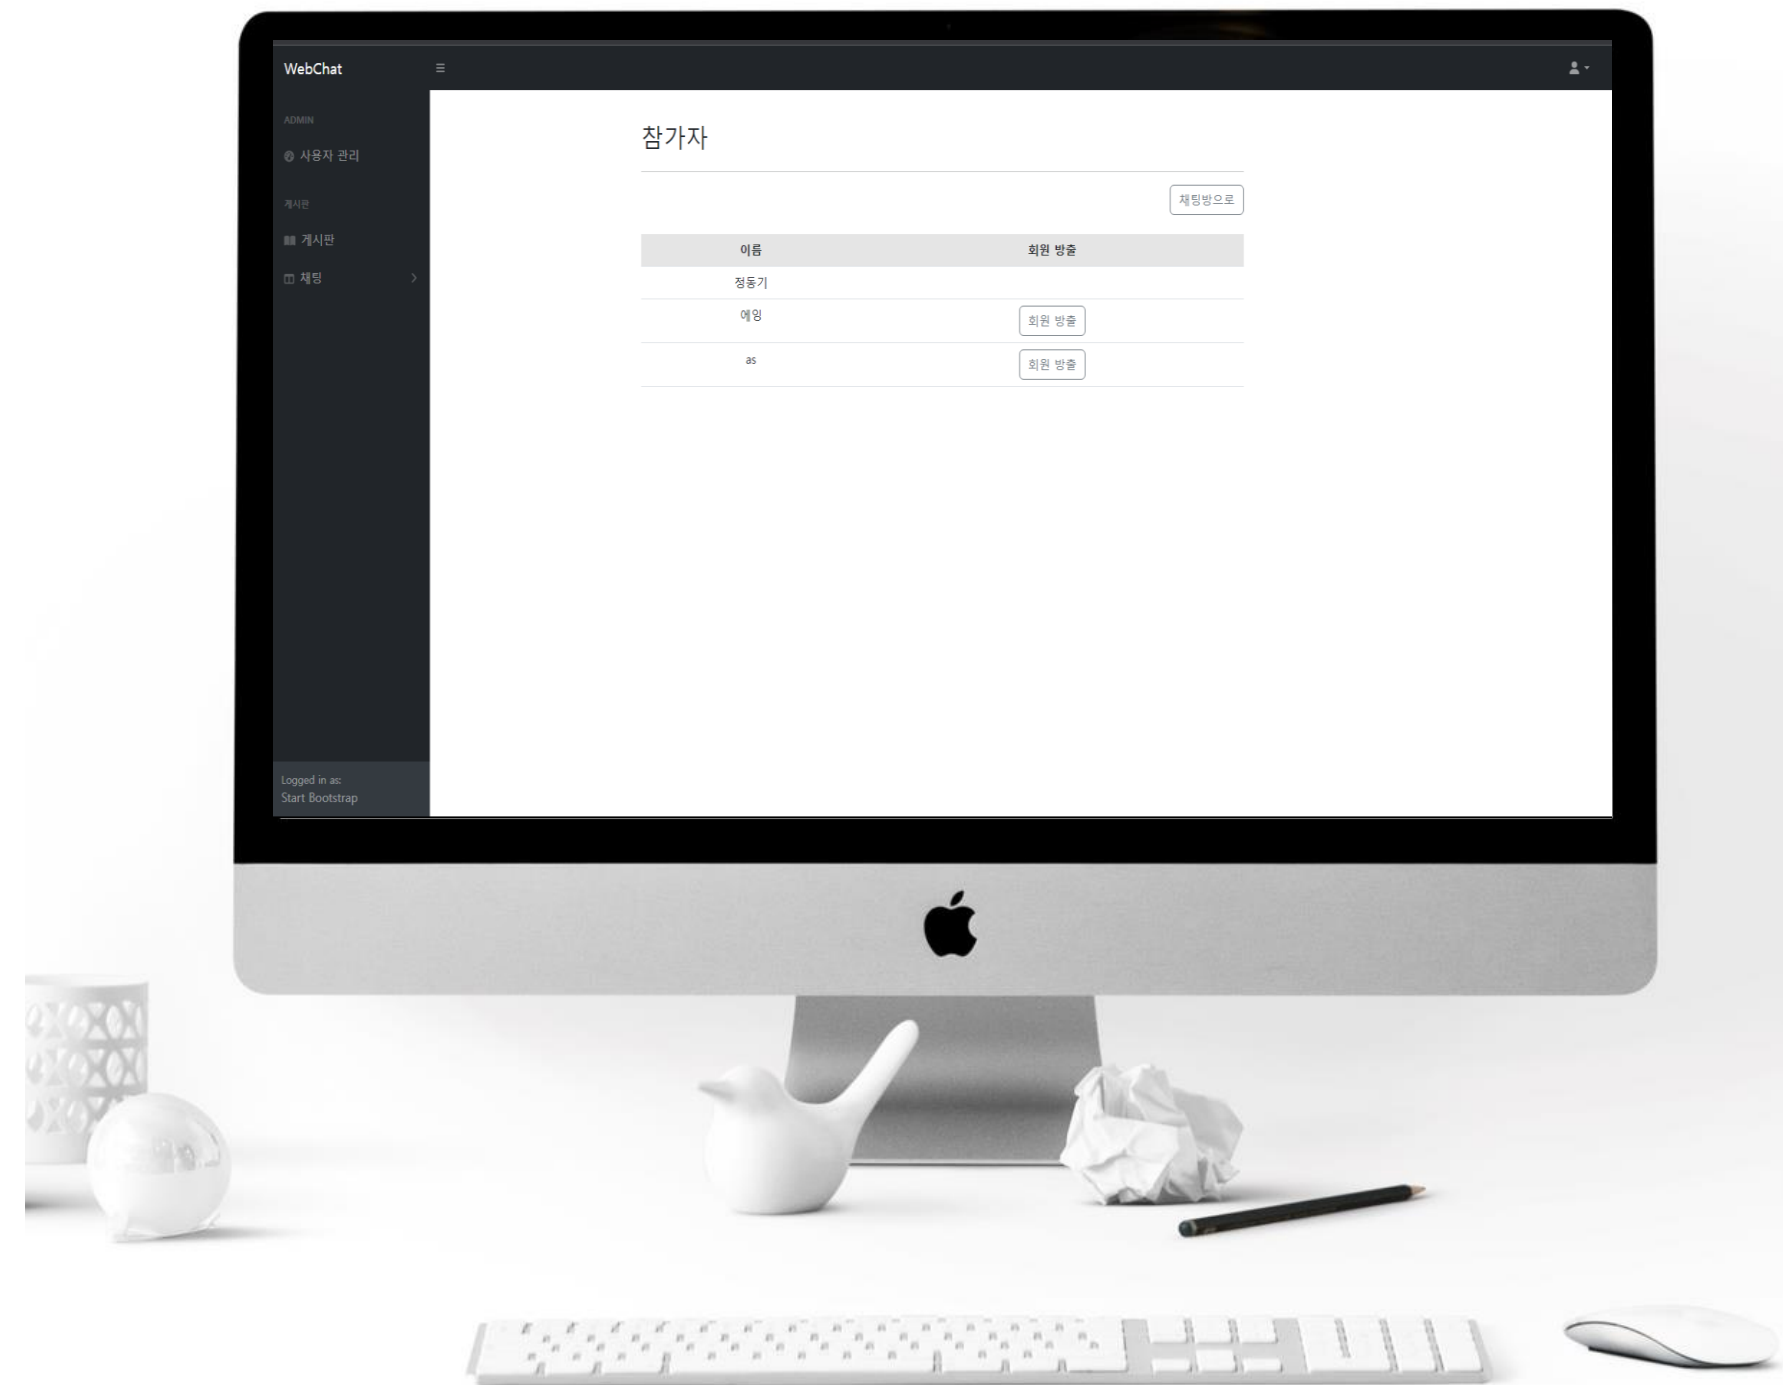 WebChat
ADMIN
사용자 관리
게시판
게시판
채팅
Logged in as:
Start Bootstrap
참가자
채팅방으로
이름 회원 방출
정동기
에잉 회원 방출
as 회원 방출